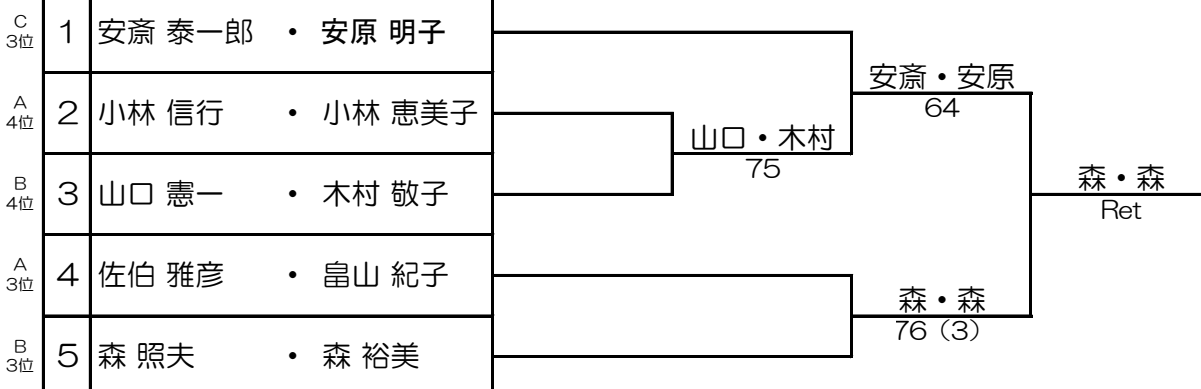 C
3位 1 安斎 泰一郎 ・ 安原 明子
安斎・安原
64
A
4位 2 小林 信行 ・ 小林 恵美子
山口・木村
75
B
4位 3 山口 憲一 ・ 木村 敬子
森・森
Ret
A
3位 4 佐伯 雅彦 ・ 畠山 紀子
森・森
76（3）
B
3位 5 森 照夫 ・ 森 裕美